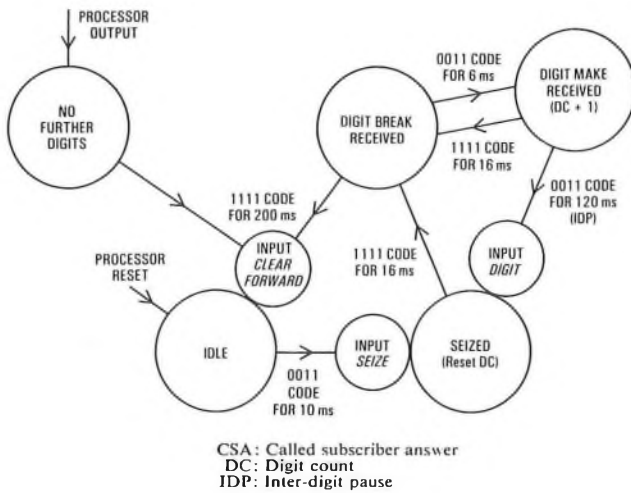 PROCESSOR
OUTPUT
NO
FURTHER
DIGITS
DIGIT BREAK
RECEIVED
0011 CODE
FOR 6 ms
1111 CODE
FOR 16 ms
DIGIT MAKE
RECEIVED
(DC + 1)
1111 CODE
FOR 200 ms
0011 CODE
FOR 120 ms
(IDP)
PROCESSOR
RESET
INPUT
CLEAR
FORWARD
1111 CODE
FOR 16 ms
INPUT
DIGIT
IDLE
0011
CODE
FOR 10 ms
INPUT
SEIZE
SEIZED
(Reset DC)
CSA: Called subscriber answer
DC: Digit count
IDP: Inter-digit pause